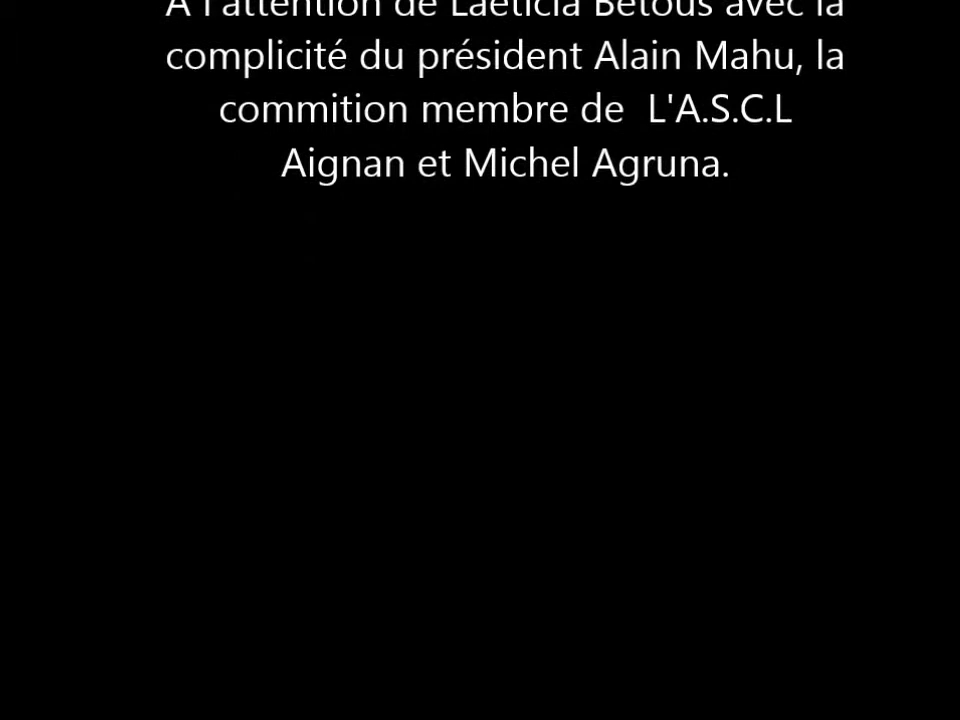 A l'attention de Laeticia Betous avec la
complicité du président Alain Mahu, la
commition membre de L'A.S.C.L
Aignan et Michel Agruna.